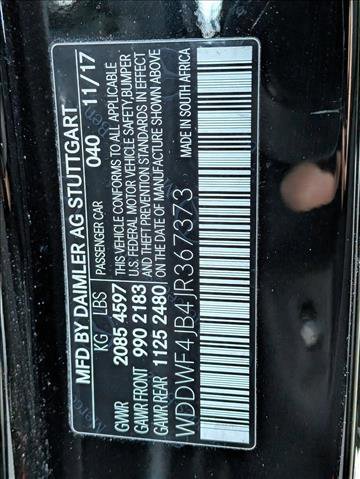 MFD BY DAIMLER AG STUTTGART
PASSENGER CAR 040 11/17
KG LBS
GVWR 2085 4597
GAWR FRONT 990 2183
GAWR REAR 1125 2480
THIS VEHICLE CONFORMS TO ALL APPLICABLE
U.S. FEDERAL MOTOR VEHICLE SAFETY,BUMPER
AND THEFT PREVENTION STANDARDS IN EFFECT
ON THE DATE OF MANUFACTURE SHOWN ABOVE
MADE IN SOUTH AFRICA
WDDWF4JB4JR367373